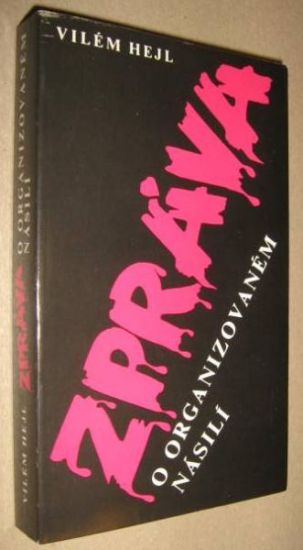 VILÉM HEJL
ZPRÁVA
O ORGANIZOVANÉM
NÁSILÍ
VILÉM HEJL ZPRÁVA O ORGANIZOVANÉM
NÁSILÍ